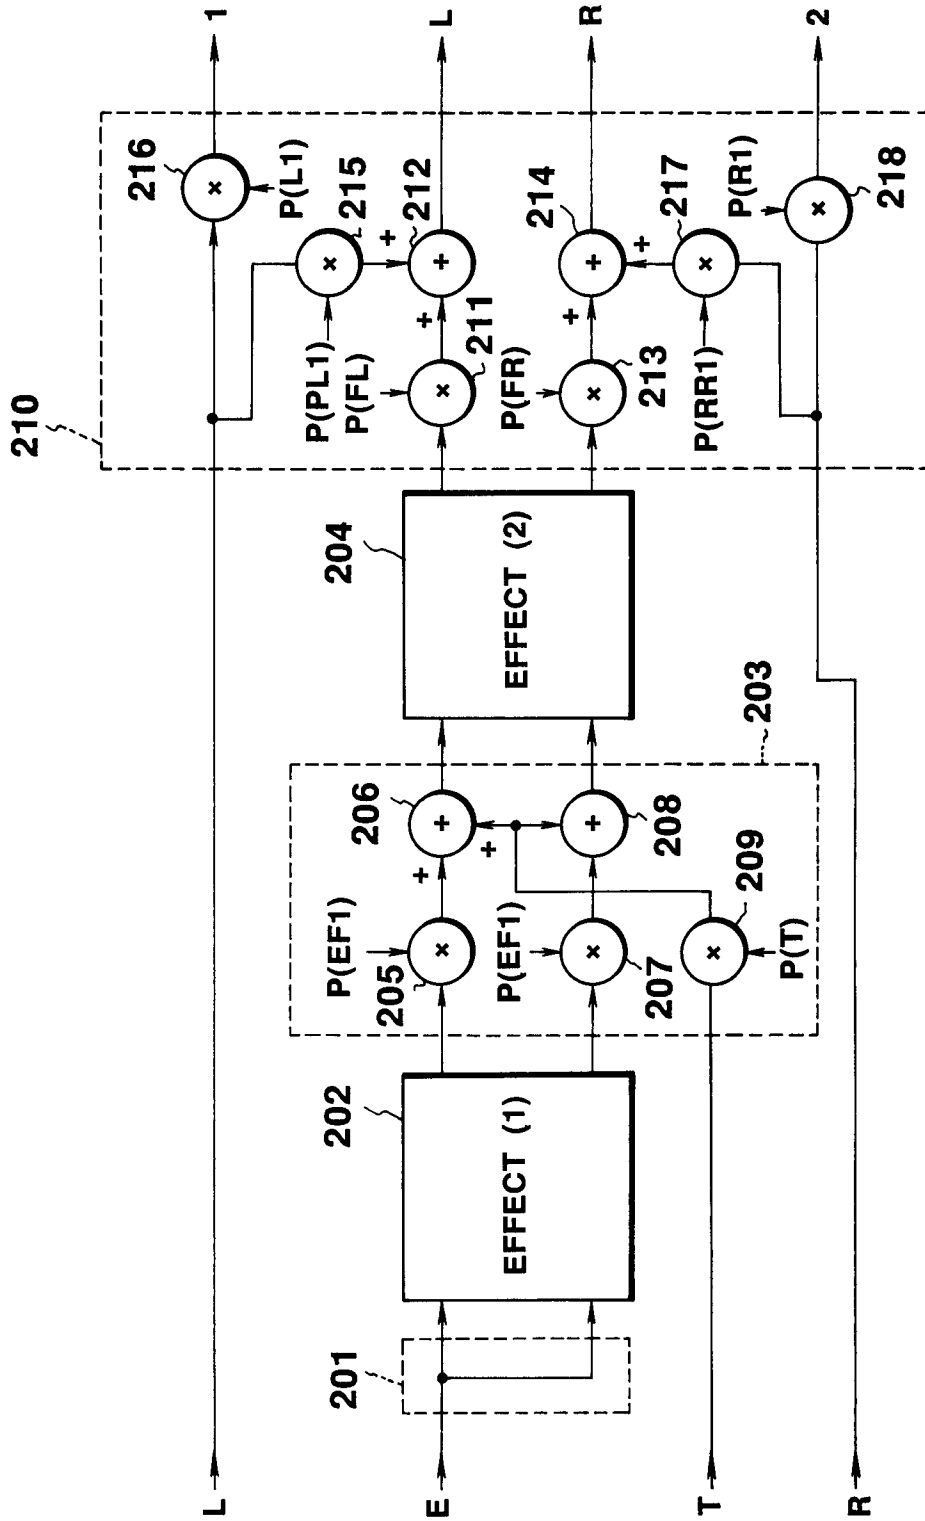 210
216
1
P(L1)
215
P(PL1)
P(FL)
+
212
+
211
L
202
EFFECT (1)
P(EF1)
205
+
206
+
204
EFFECT (2)
P(FR)
213
+
214
+
R
201
P(EF1)
207
208
209
P(T)
203
P(RR1)
217
P(R1)
218
2
L
E
T
R
×
×
+
×
+
×
×
×
+
×
+
×
×